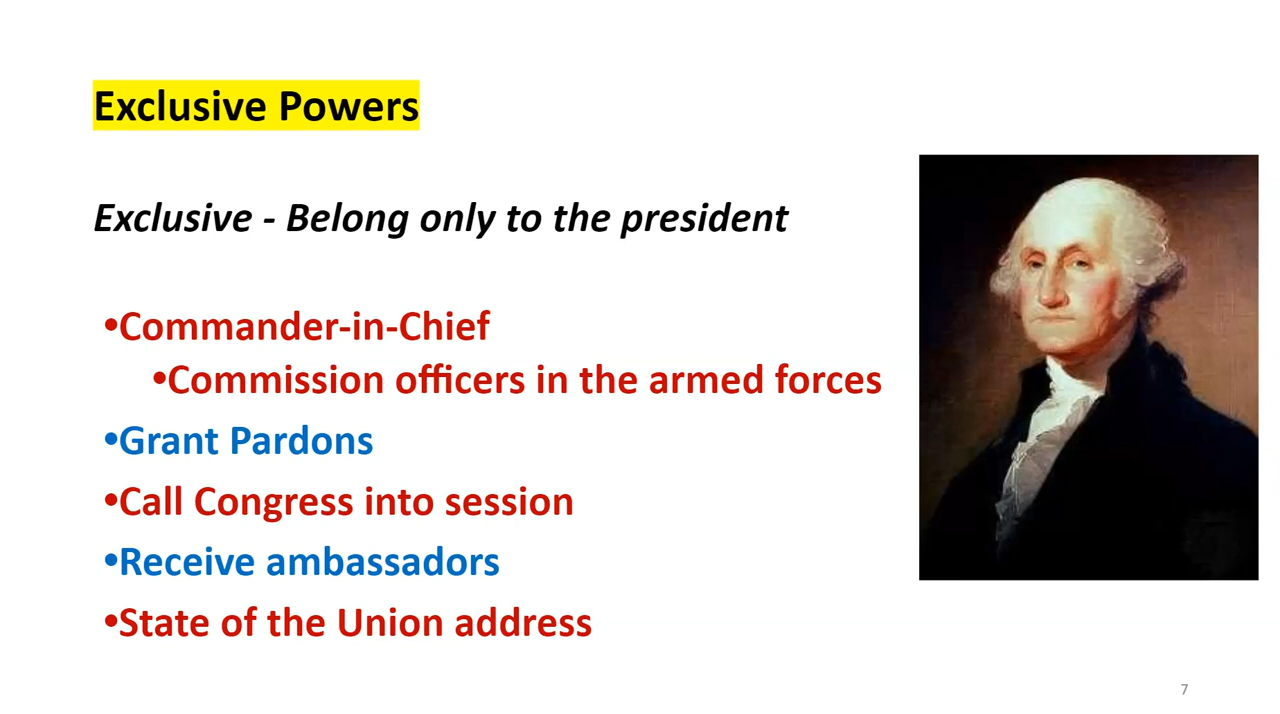 Exclusive Powers
Exclusive - Belong only to the president
•Commander-in-Chief
•Commission officers in the armed forces
•Grant Pardons
•Call Congress into session
•Receive ambassadors
•State of the Union address
7